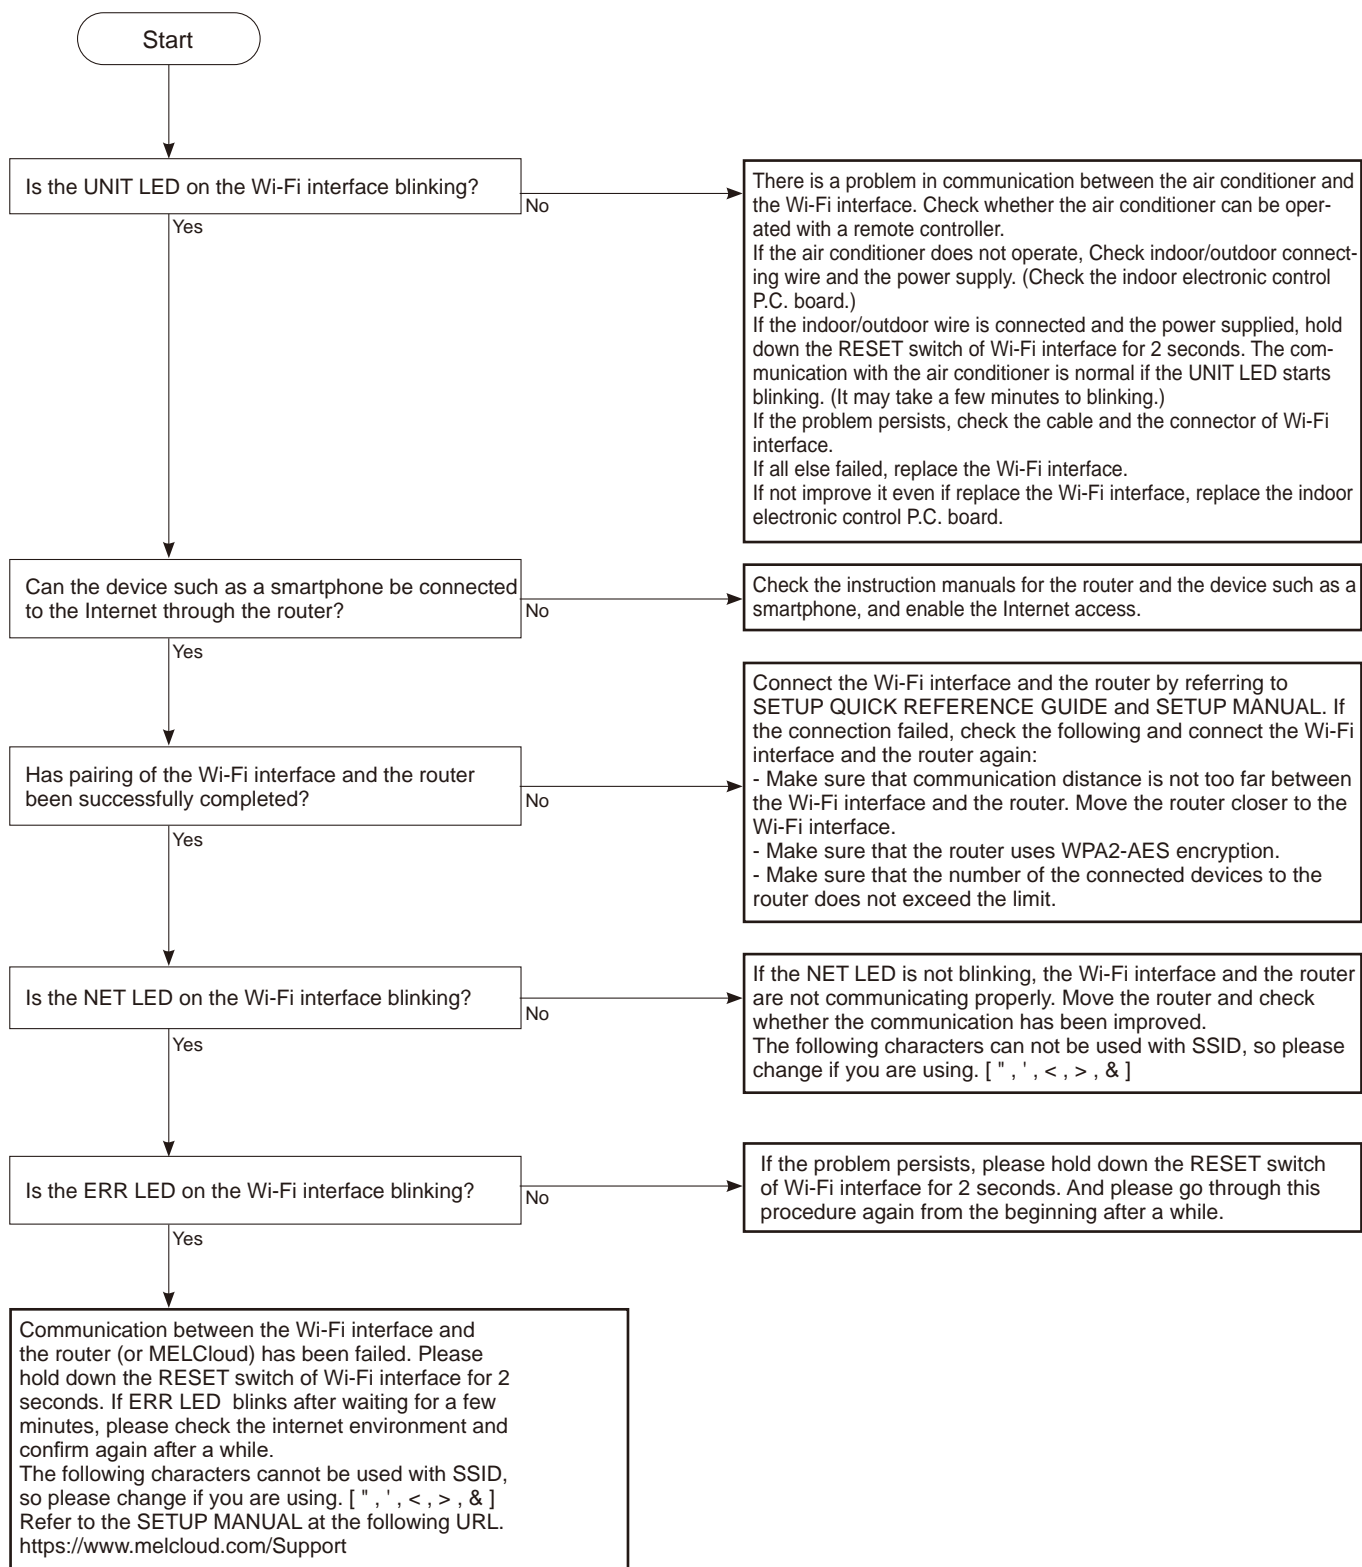 Start
Is the UNIT LED on the Wi-Fi interface blinking?
No
Yes
There is a problem in communication between the air conditioner and
the Wi-Fi interface. Check whether the air conditioner can be oper-
ated with a remote controller.
If the air conditioner does not operate, Check indoor/outdoor connect-
ing wire and the power supply. (Check the indoor electronic control
P.C. board.)
If the indoor/outdoor wire is connected and the power supplied, hold
down the RESET switch of Wi-Fi interface for 2 seconds. The com-
munication with the air conditioner is normal if the UNIT LED starts
blinking. (It may take a few minutes to blinking.)
If the problem persists, check the cable and the connector of Wi-Fi
interface.
If all else failed, replace the Wi-Fi interface.
If not improve it even if replace the Wi-Fi interface, replace the indoor
electronic control P.C. board.
Can the device such as a smartphone be connected
to the Internet through the router?
No
Yes
Check the instruction manuals for the router and the device such as a
smartphone, and enable the Internet access.
Has pairing of the Wi-Fi interface and the router
been successfully completed?
No
Yes
Connect the Wi-Fi interface and the router by referring to
SETUP QUICK REFERENCE GUIDE and SETUP MANUAL. If
the connection failed, check the following and connect the Wi-Fi
interface and the router again:
- Make sure that communication distance is not too far between
the Wi-Fi interface and the router. Move the router closer to the
Wi-Fi interface.
- Make sure that the router uses WPA2-AES encryption.
- Make sure that the number of the connected devices to the
router does not exceed the limit.
Is the NET LED on the Wi-Fi interface blinking?
No
Yes
If the NET LED is not blinking, the Wi-Fi interface and the router
are not communicating properly. Move the router and check
whether the communication has been improved.
The following characters can not be used with SSID, so please
change if you are using. [ " , ' , < , > , & ]
Is the ERR LED on the Wi-Fi interface blinking?
No
Yes
If the problem persists, please hold down the RESET switch
of Wi-Fi interface for 2 seconds. And please go through this
procedure again from the beginning after a while.
Communication between the Wi-Fi interface and
the router (or MELCloud) has been failed. Please
hold down the RESET switch of Wi-Fi interface for 2
seconds. If ERR LED  blinks after waiting for a few
minutes, please check the internet environment and
confirm again after a while.
The following characters cannot be used with SSID,
so please change if you are using. [ " , ' , < , > , & ]
Refer to the SETUP MANUAL at the following URL.
https://www.melcloud.com/Support